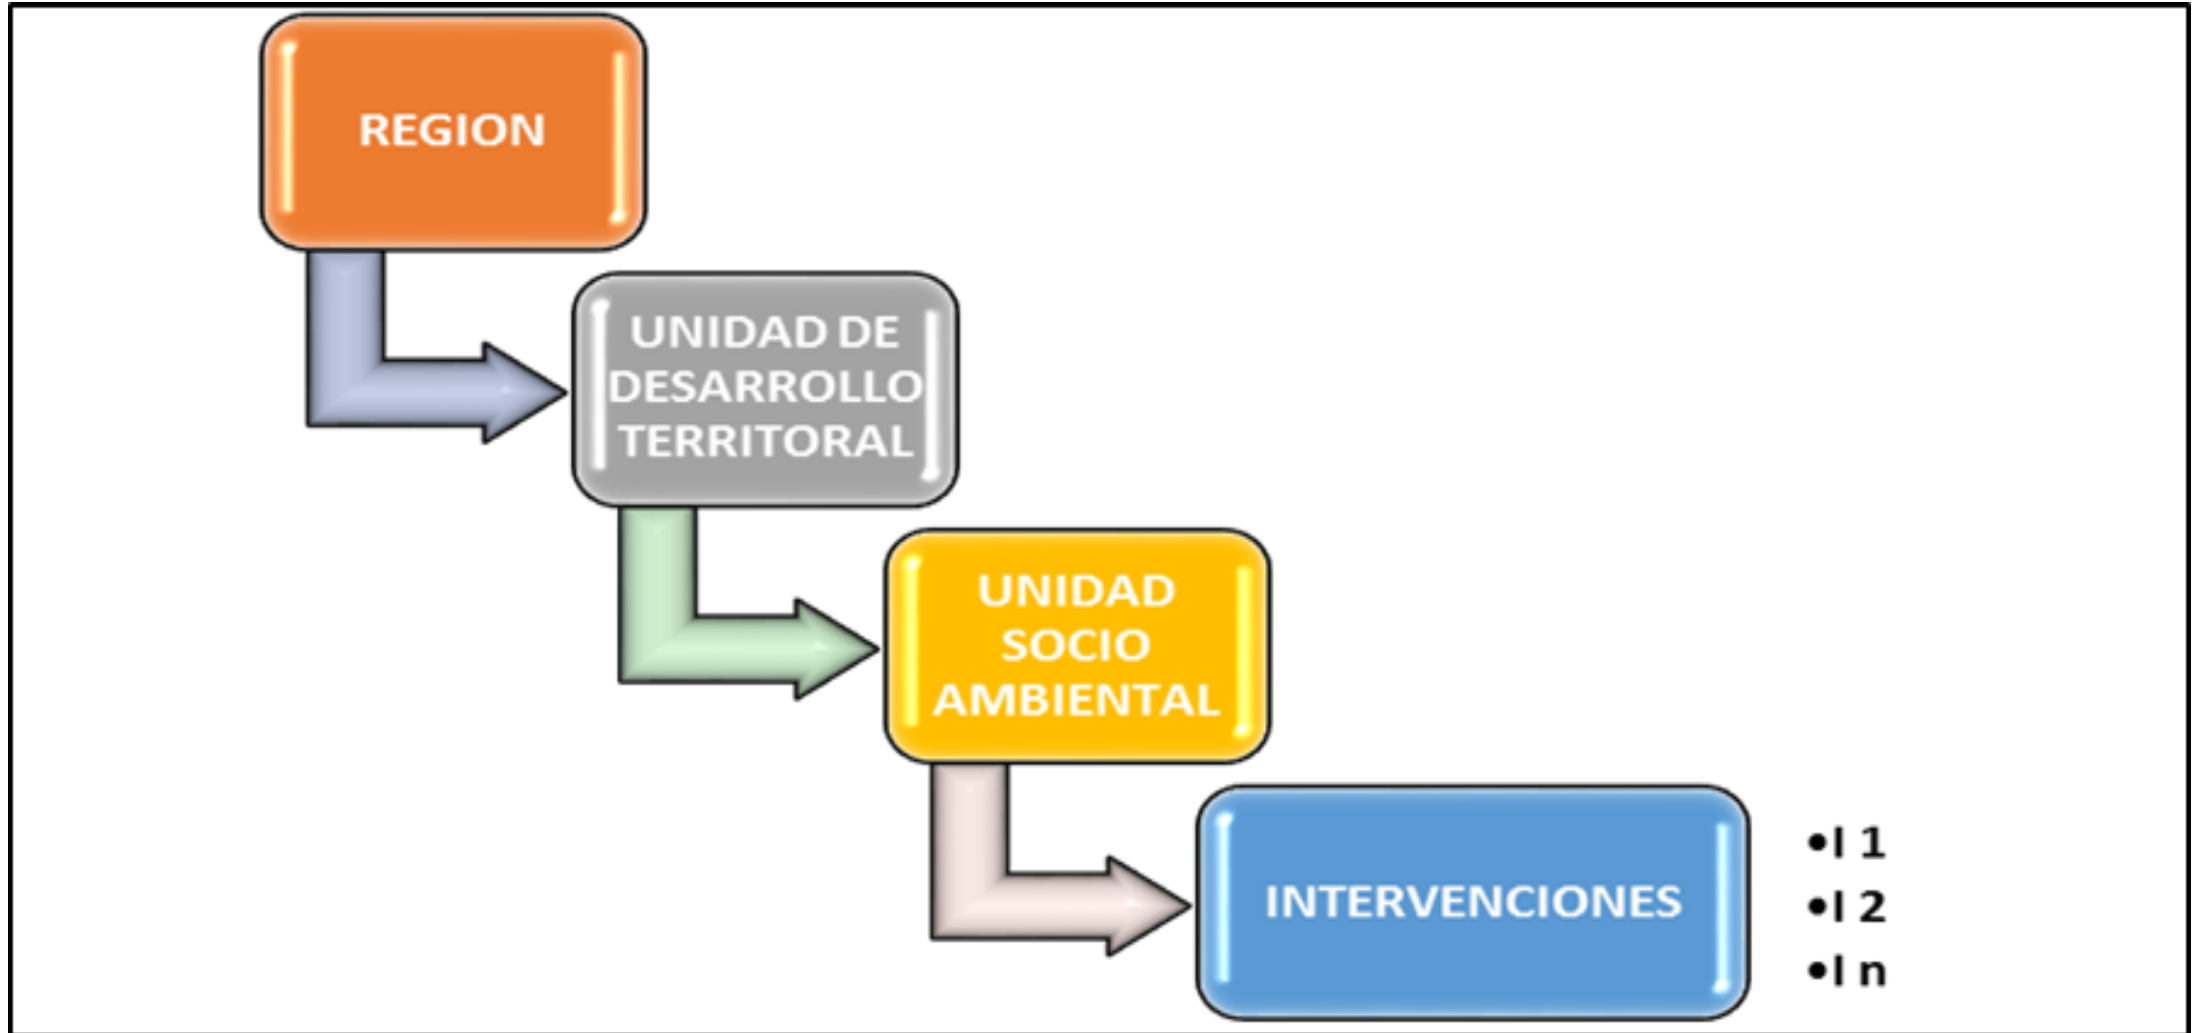 REGION
UNIDAD DE
DESARROLLO
TERRITORAL
UNIDAD
SOCIO
AMBIENTAL
INTERVENCIONES
•I 1
•I 2
•I n